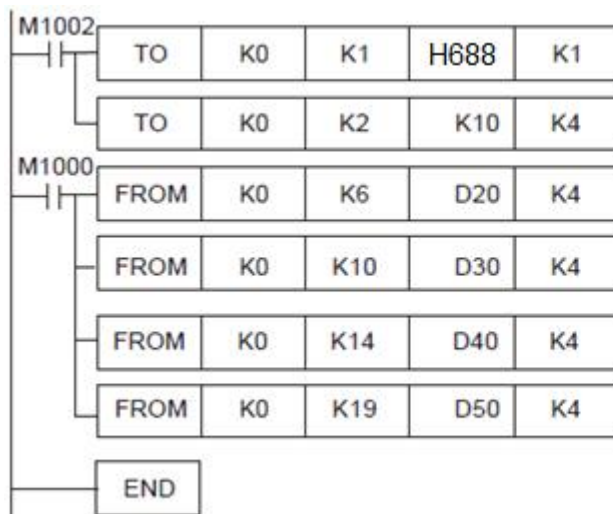 M1002
TO K0 K1 H688 K1
TO K0 K2 K10 K4
M1000
FROM K0 K6 D20 K4
FROM K0 K10 D30 K4
FROM K0 K14 D40 K4
FROM K0 K19 D50 K4
END